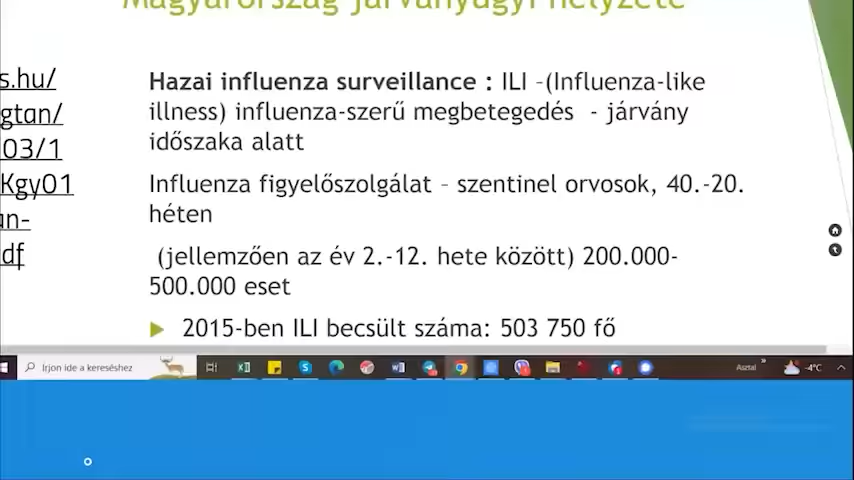 Magyarország járványügyi helyzete
s.hu/
gtan/
03/1
Kgy01
an-
df
Hazai influenza surveillance : ILI –(Influenza-like
illness) influenza-szerű megbetegedés - járvány
időszaka alatt
Influenza figyelőszolgálat – szentinel orvosok, 40.-20.
héten
(jellemzően az év 2.-12. hete között) 200.000-
500.000 eset
2015-ben ILI becsült száma: 503 750 fő
Írjon ide a kereséshez
Asztal
-4°C